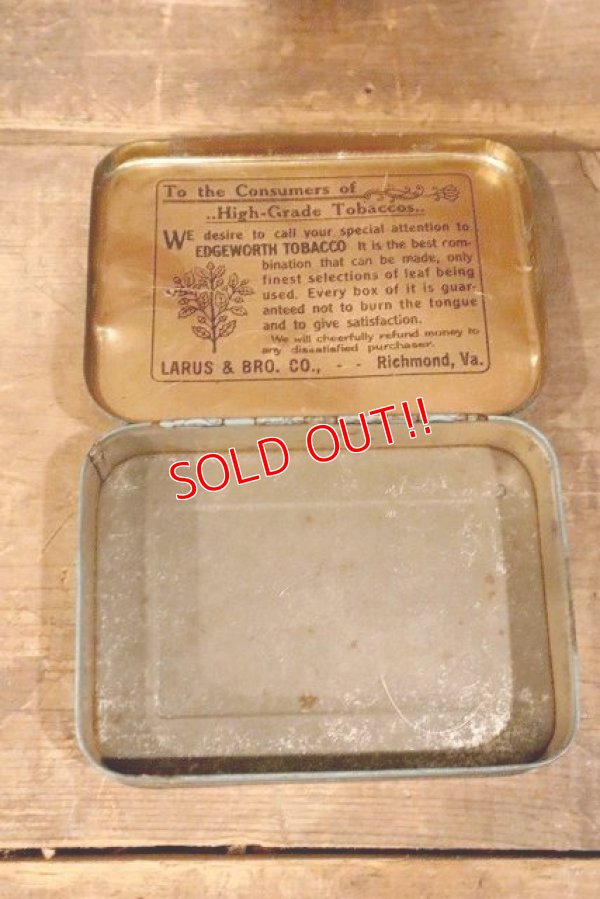 To the Consumers of
..High-Grade Tobaccos..
WE desire to call your special attention to
EDGEWORTH TOBACCO It is the best com-
bination that can be made, only
finest selections of leaf being
used. Every box of it is guar-
anteed not to burn the tongue
and to give satisfaction.
We will cheerfully refund money to
any dissatisfied purchaser.
LARUS & BRO. CO., - - Richmond, Va.
SOLD OUT!!